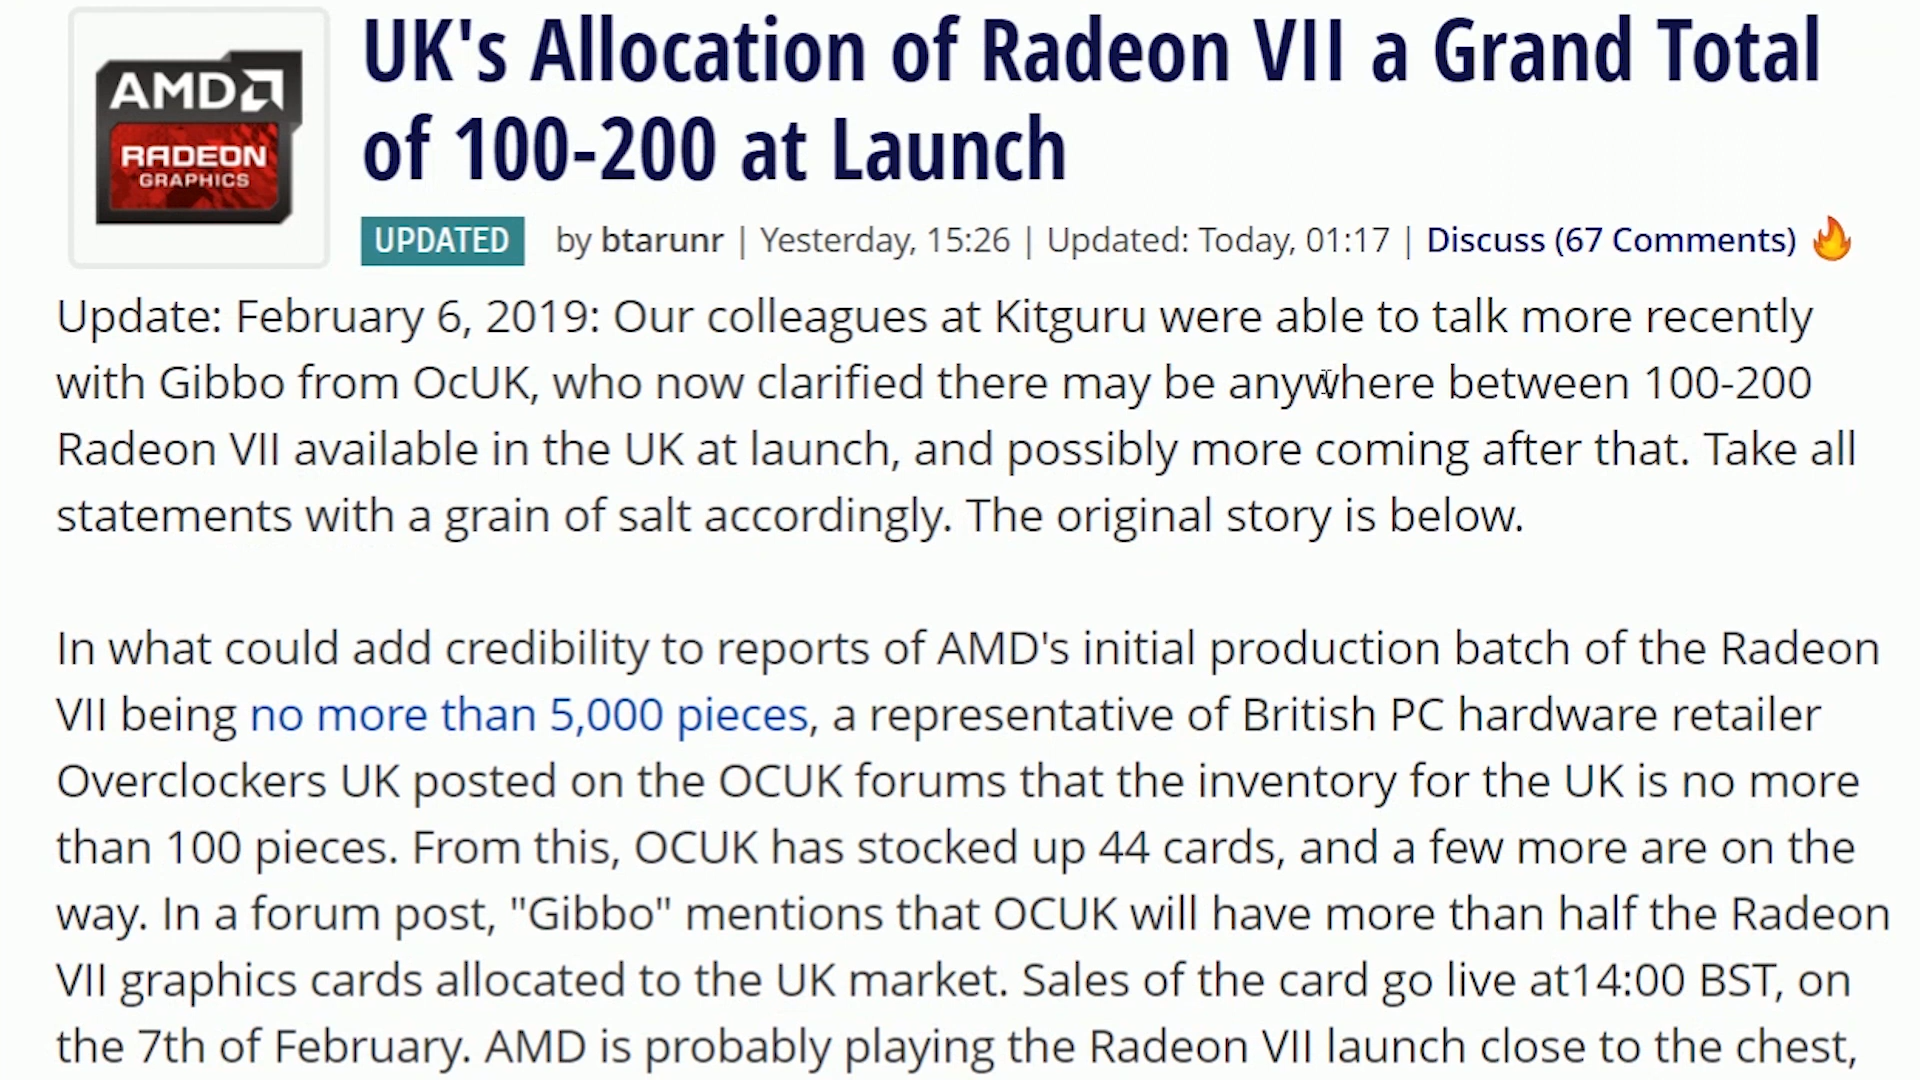 AMD
RADEON
GRAPHICS
UK's Allocation of Radeon VII a Grand Total
of 100-200 at Launch
UPDATED by btarunr | Yesterday, 15:26 | Updated: Today, 01:17 | Discuss (67 Comments) 🔥
Update: February 6, 2019: Our colleagues at Kitguru were able to talk more recently
with Gibbo from OcUK, who now clarified there may be anywhere between 100-200
Radeon VII available in the UK at launch, and possibly more coming after that. Take all
statements with a grain of salt accordingly. The original story is below.
In what could add credibility to reports of AMD's initial production batch of the Radeon
VII being no more than 5,000 pieces, a representative of British PC hardware retailer
Overclockers UK posted on the OCUK forums that the inventory for the UK is no more
than 100 pieces. From this, OCUK has stocked up 44 cards, and a few more are on the
way. In a forum post, "Gibbo" mentions that OCUK will have more than half the Radeon
VII graphics cards allocated to the UK market. Sales of the card go live at14:00 BST, on
the 7th of February. AMD is probably playing the Radeon VII launch close to the chest,